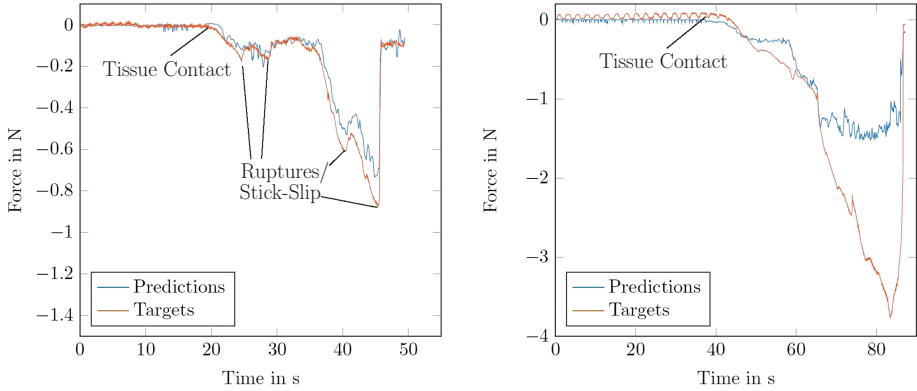 0
−0.2
−0.4
−0.6
−0.8
−1
−1.2
−1.4
Force in N
Tissue Contact
Ruptures
Stick-Slip
Predictions
Targets
0 10 20 30 40 50
Time in s
0
−1
−2
−3
−4
Force in N
Tissue Contact
Predictions
Targets
0 20 40 60 80
Time in s